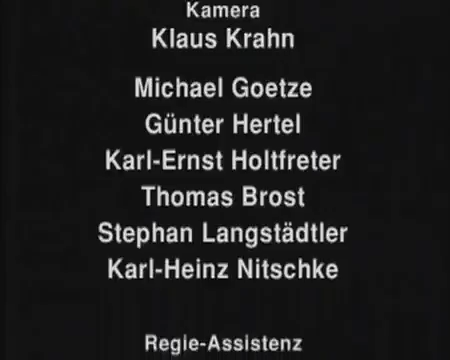 Kamera
Klaus Krahn
Michael Goetze
Günter Hertel
Karl-Ernst Holtfreter
Thomas Brost
Stephan Langstädtler
Karl-Heinz Nitschke
Regie-Assistenz